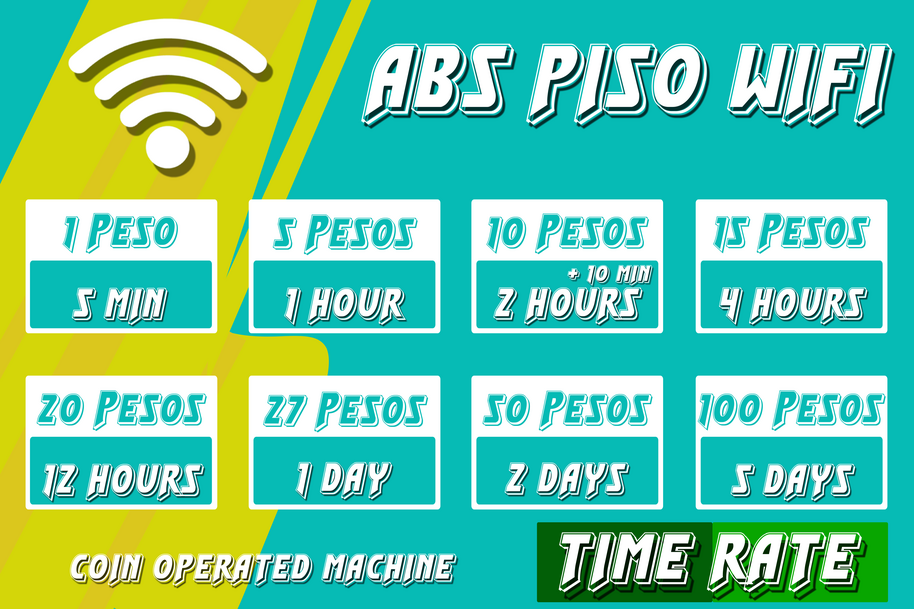 ABS PISO WIFI
1 PESO
5 MIN
5 PESOS
1 HOUR
10 PESOS
+ 10 MIN
2 HOURS
15 PESOS
4 HOURS
20 PESOS
12 HOURS
27 PESOS
1 DAY
50 PESOS
2 DAYS
100 PESOS
5 DAYS
COIN OPERATED MACHINE
TIME RATE